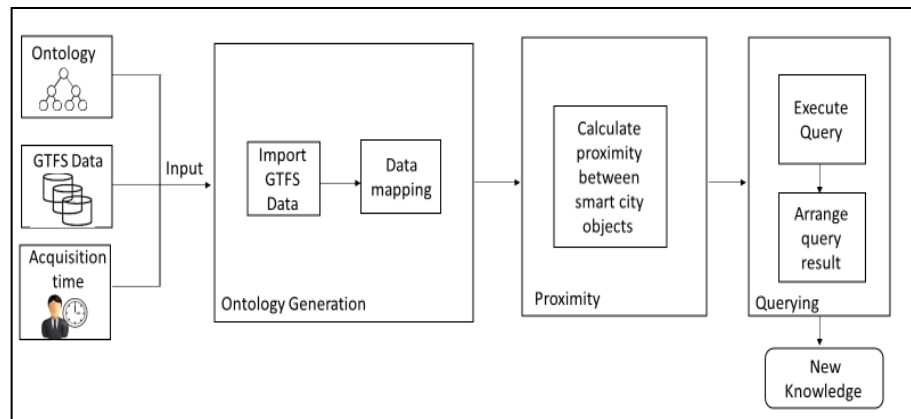 Ontology
GTFS Data
Acquisition
time
Input
Import
GTFS
Data
Data
mapping
Ontology Generation
Calculate
proximity
between
smart city
objects
Proximity
Execute
Query
Arrange
query
result
Querying
New
Knowledge